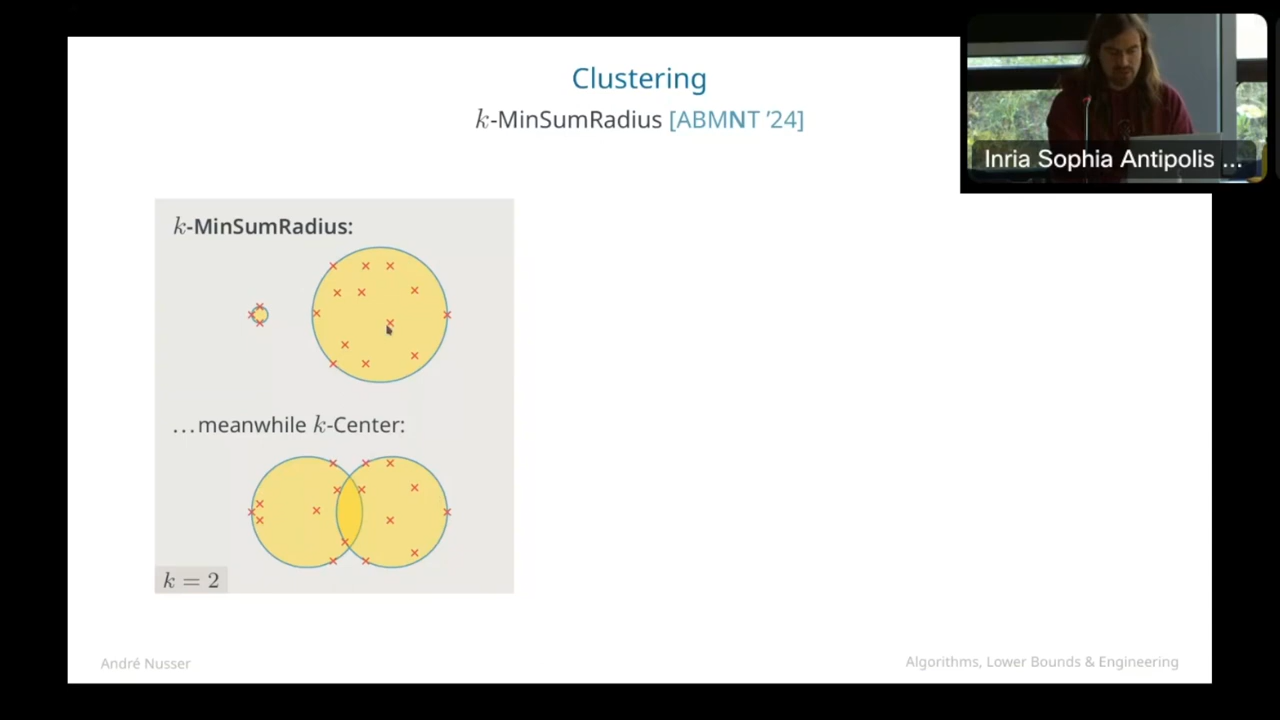 Clustering
k-MinSumRadius [ABMNT ’24]
Inria Sophia Antipolis ...
k-MinSumRadius:
...meanwhile k-Center:
k = 2
André Nusser
Algorithms, Lower Bounds & Engineering